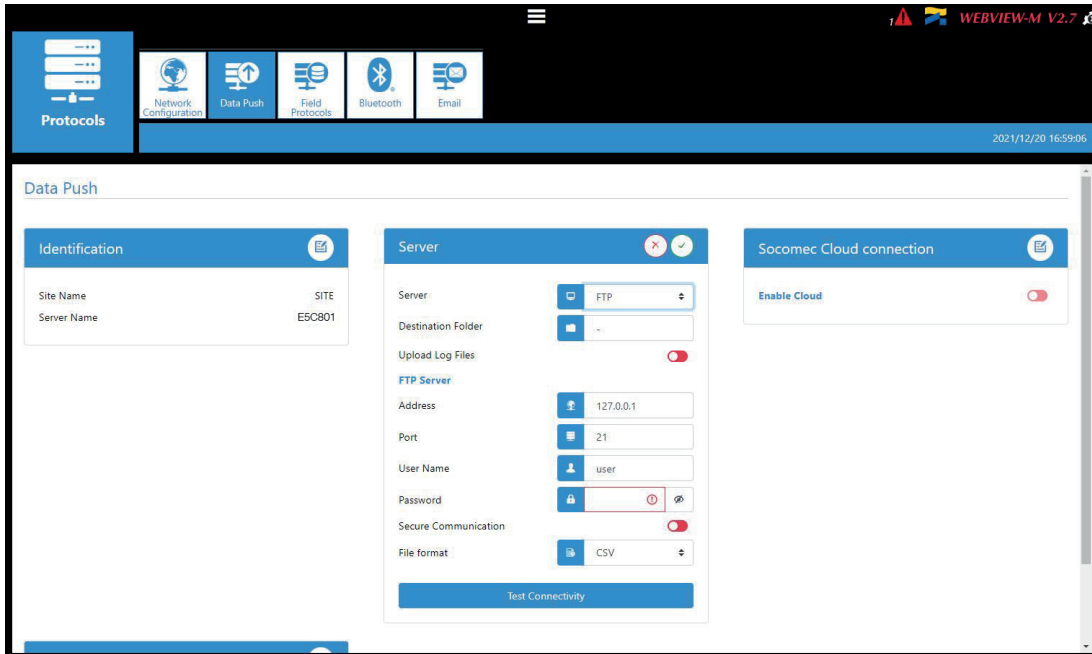 1 WEBVIEW-M V2.7
Protocols
Network Configuration
Data Push
Field Protocols
Bluetooth
Email
2021/12/20 16:59:06
Data Push
Identification
Site Name SITE
Server Name E5C801
Server
Server FTP
Destination Folder -
Upload Log Files
FTP Server
Address 127.0.0.1
Port 21
User Name user
Password
Secure Communication
File format CSV
Test Connectivity
Socomec Cloud connection
Enable Cloud